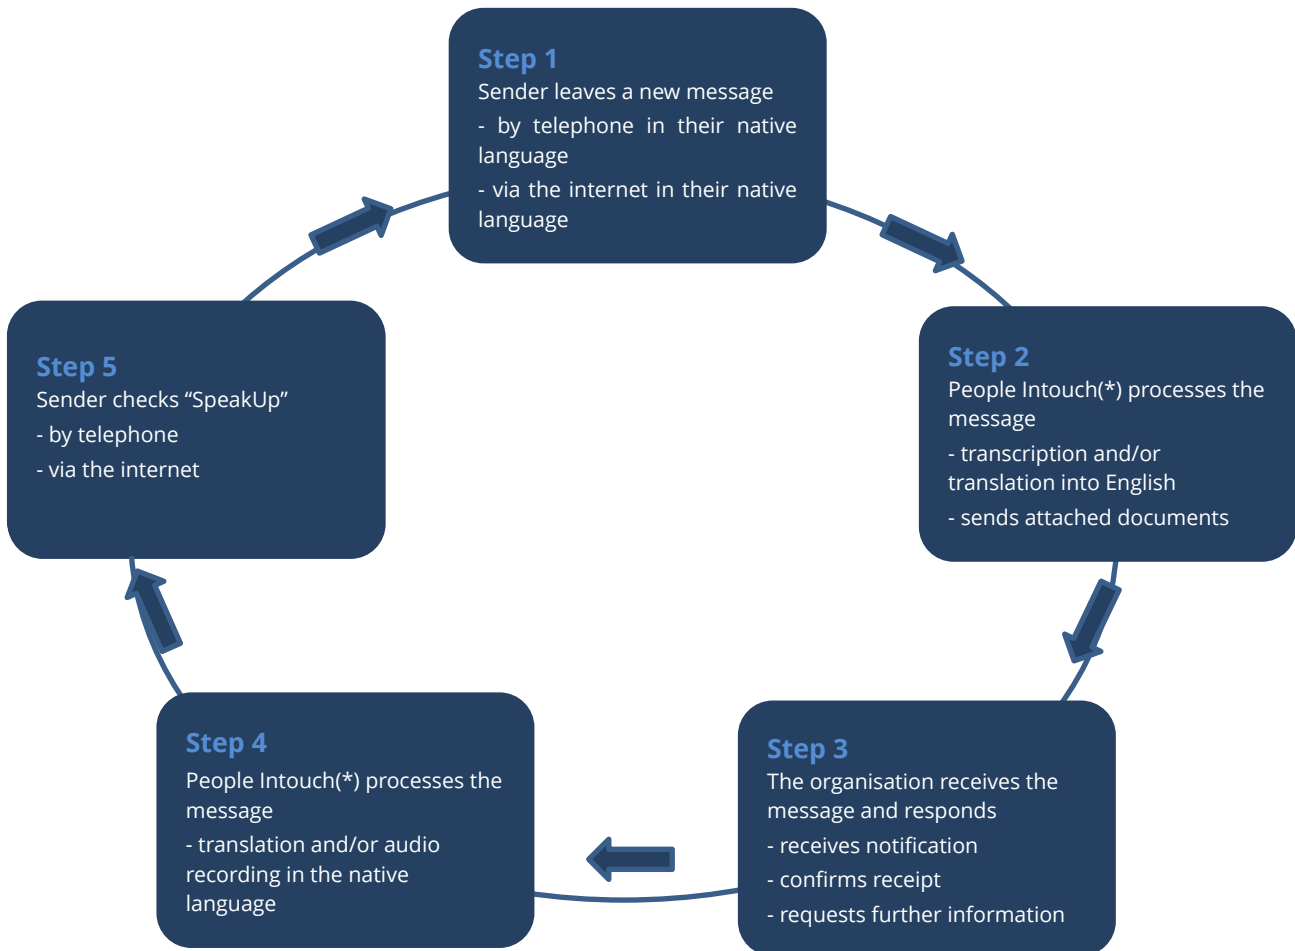 Step 1
Sender leaves a new message
- by telephone in their native
language
- via the internet in their native
language
Step 2
People Intouch(*) processes the
message
- transcription and/or
translation into English
- sends attached documents
Step 3
The organisation receives the
message and responds
- receives notification
- confirms receipt
- requests further information
Step 4
People Intouch(*) processes the
message
- translation and/or audio
recording in the native
language
Step 5
Sender checks “SpeakUp”
- by telephone
- via the internet